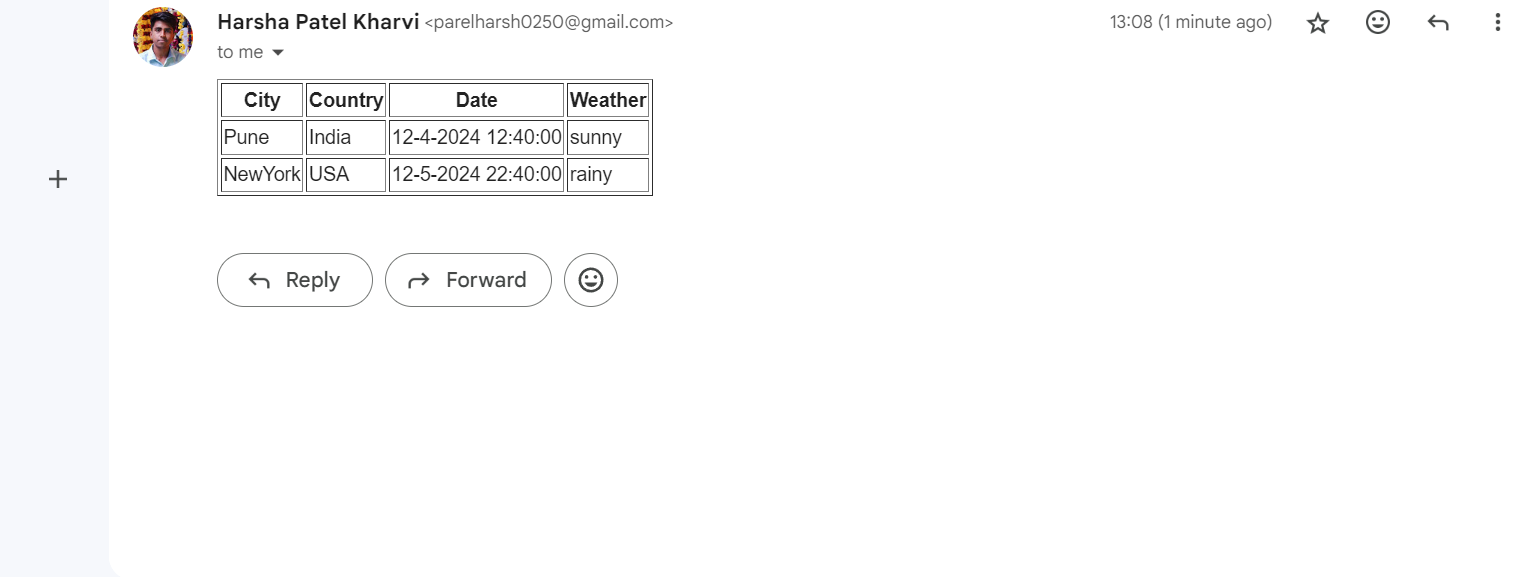 Harsha Patel Kharvi <parelharsh0250@gmail.com> 13:08 (1 minute ago)
to me
City Country Date Weather
Pune India 12-4-2024 12:40:00 sunny
NewYork USA 12-5-2024 22:40:00 rainy
Reply Forward